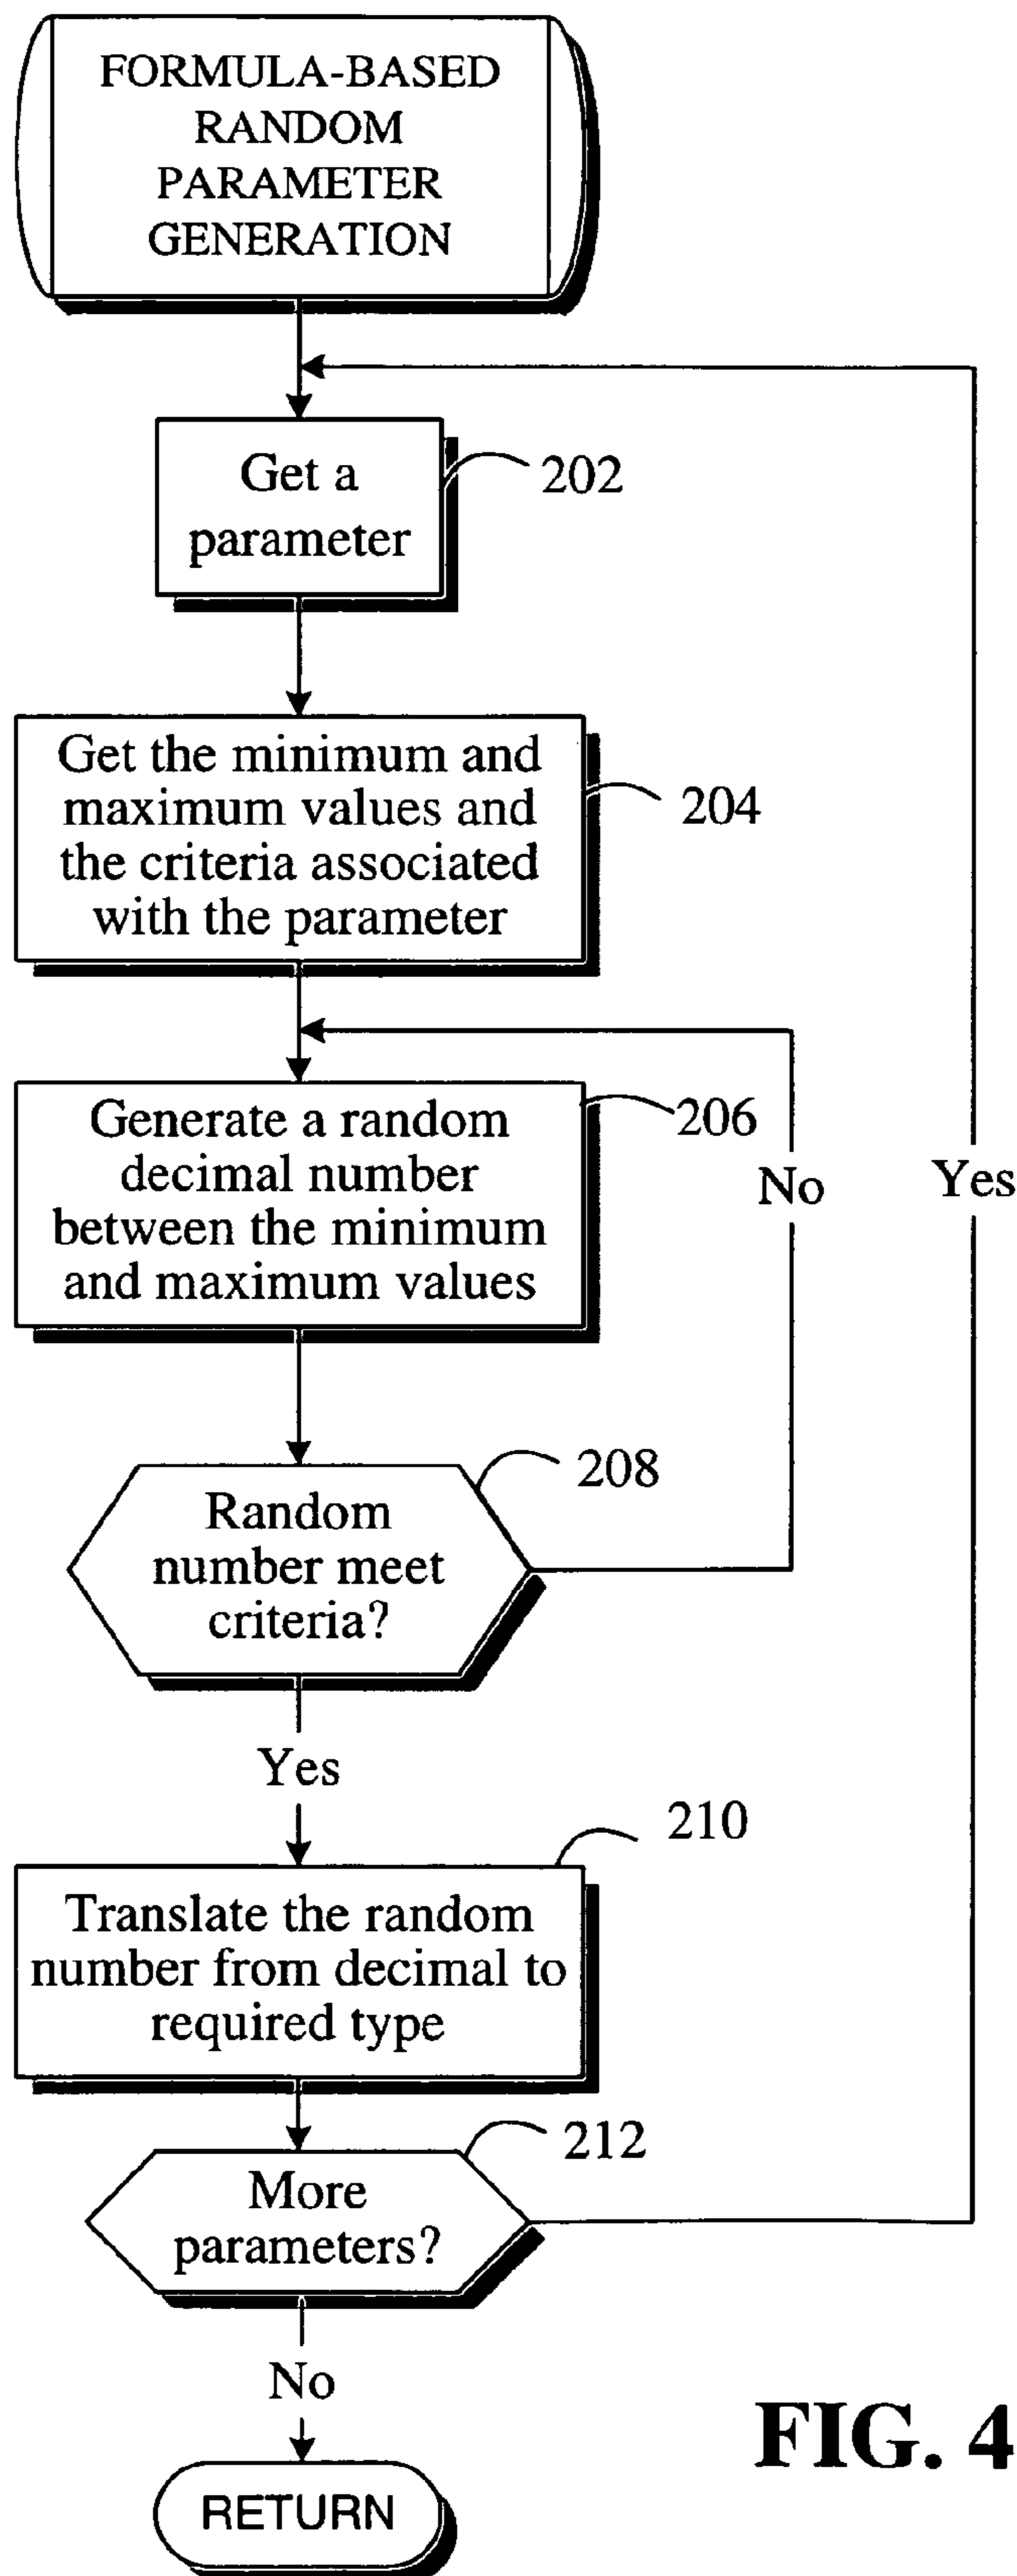 FORMULA-BASED
RANDOM
PARAMETER
GENERATION
Get a
parameter
202
Get the minimum and
maximum values and
the criteria associated
with the parameter
204
Generate a random
decimal number
between the minimum
and maximum values
206
No
Yes
Random
number meet
criteria?
208
Yes
210
Translate the random
number from decimal to
required type
More
parameters?
212
No
RETURN
FIG. 4